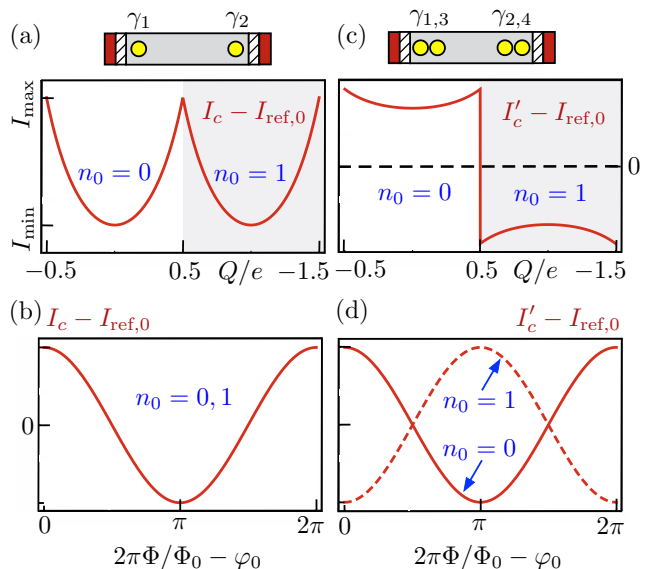 (a)
γ₁ γ₂
I_max
I_min
I_c − I_ref,0
n₀ = 0
n₀ = 1
−0.5 0.5 Q/e −1.5
(c)
γ₁,₃ γ₂,₄
I′_c − I_ref,0
0
n₀ = 0
n₀ = 1
−0.5 0.5 Q/e −1.5
(b)
I_c − I_ref,0
n₀ = 0, 1
0
0 π 2π
2πΦ/Φ₀ − φ₀
(d)
I′_c − I_ref,0
n₀ = 1
n₀ = 0
0 π 2π
2πΦ/Φ₀ − φ₀